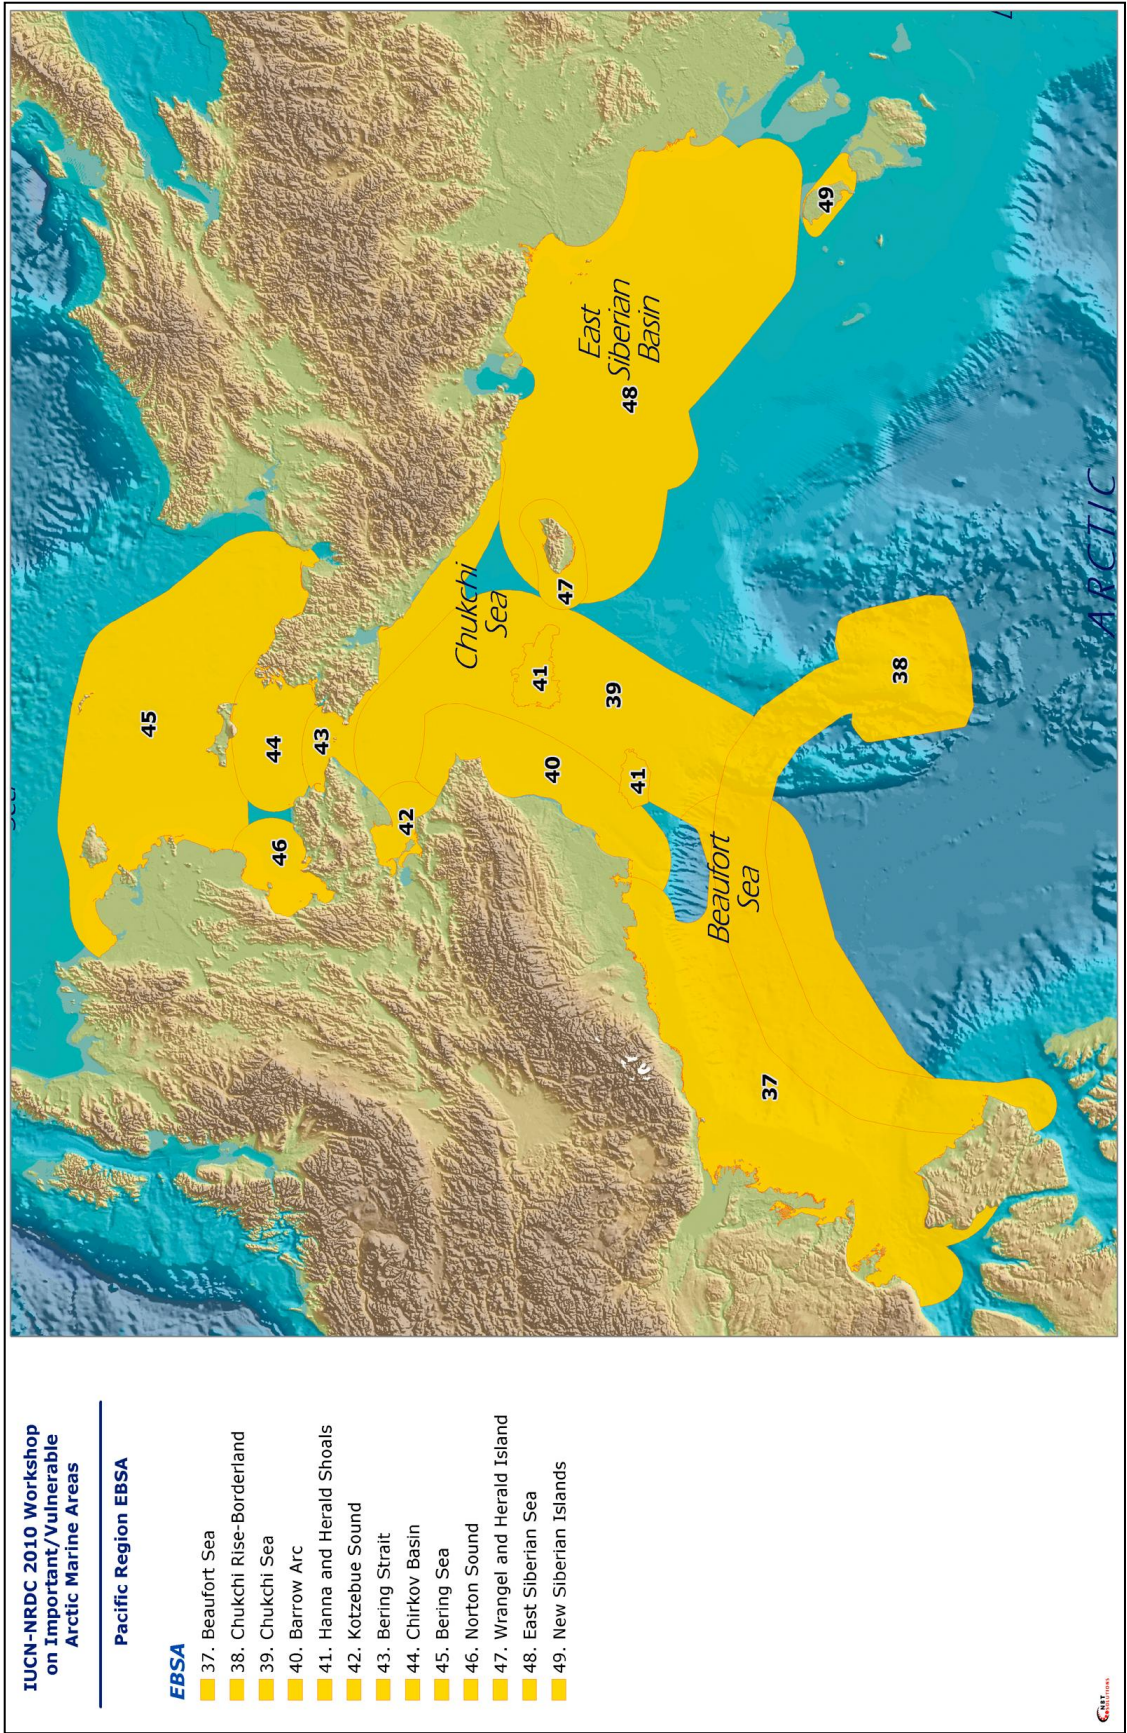 IUCN-NRDC 2010 Workshop
on Important/Vulnerable
Arctic Marine Areas
Pacific Region EBSA
EBSA
37. Beaufort Sea
38. Chukchi Rise-Borderland
39. Chukchi Sea
40. Barrow Arc
41. Hanna and Herald Shoals
42. Kotzebue Sound
43. Bering Strait
44. Chirkov Basin
45. Bering Sea
46. Norton Sound
47. Wrangel and Herald Island
48. East Siberian Sea
49. New Siberian Islands
45
44
43
46
42
40
41
41
39
Chukchi
Sea
47
48
East
Siberian
Basin
49
38
37
Beaufort
Sea
ARCTIC